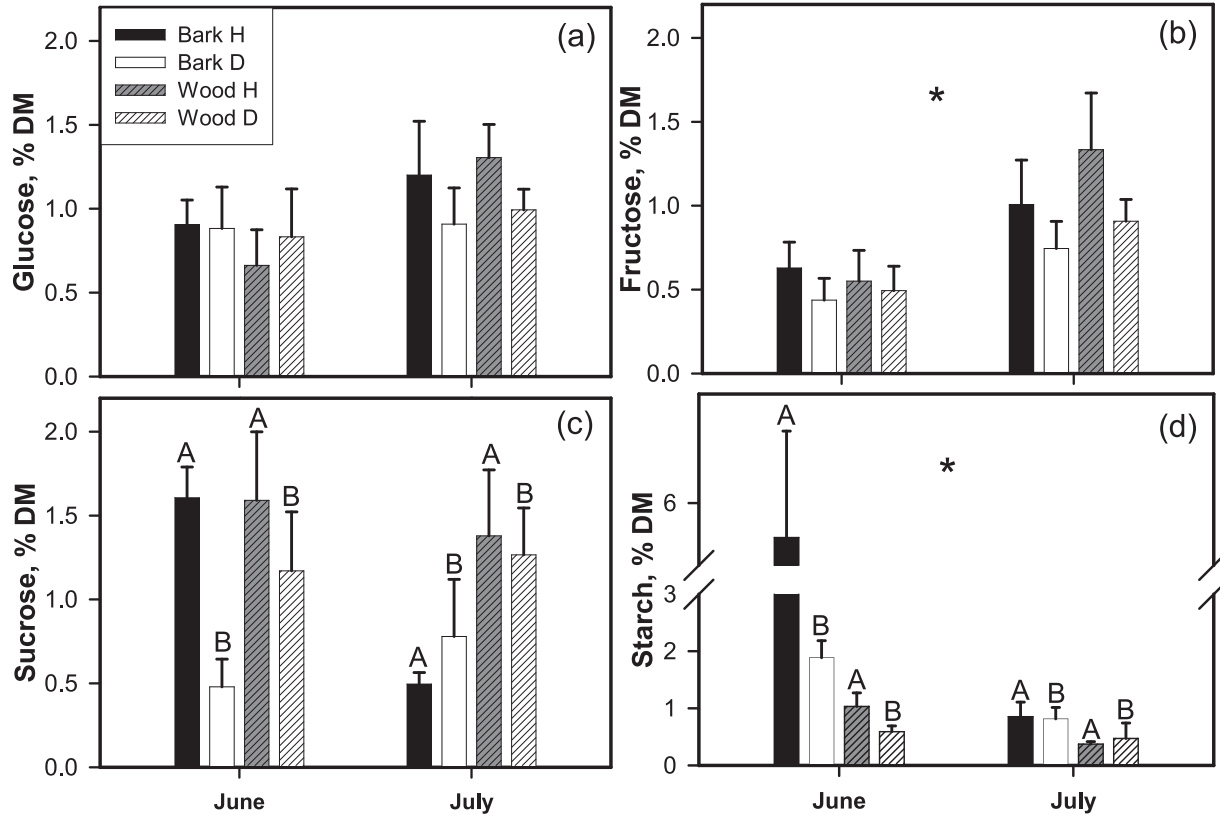 (a)
Bark H
Bark D
Wood H
Wood D
Glucose, % DM
2.0
1.5
1.0
0.5
0.0
June
July
(b)
*
Fructose, % DM
2.0
1.5
1.0
0.5
0.0
(c)
Sucrose, % DM
2.0
1.5
1.0
0.5
0.0
A
B
A
B
A
B
A
B
June
July
(d)
*
Starch, % DM
6
3
2
1
0
A
B
A
B
A
B
A
B
June
July